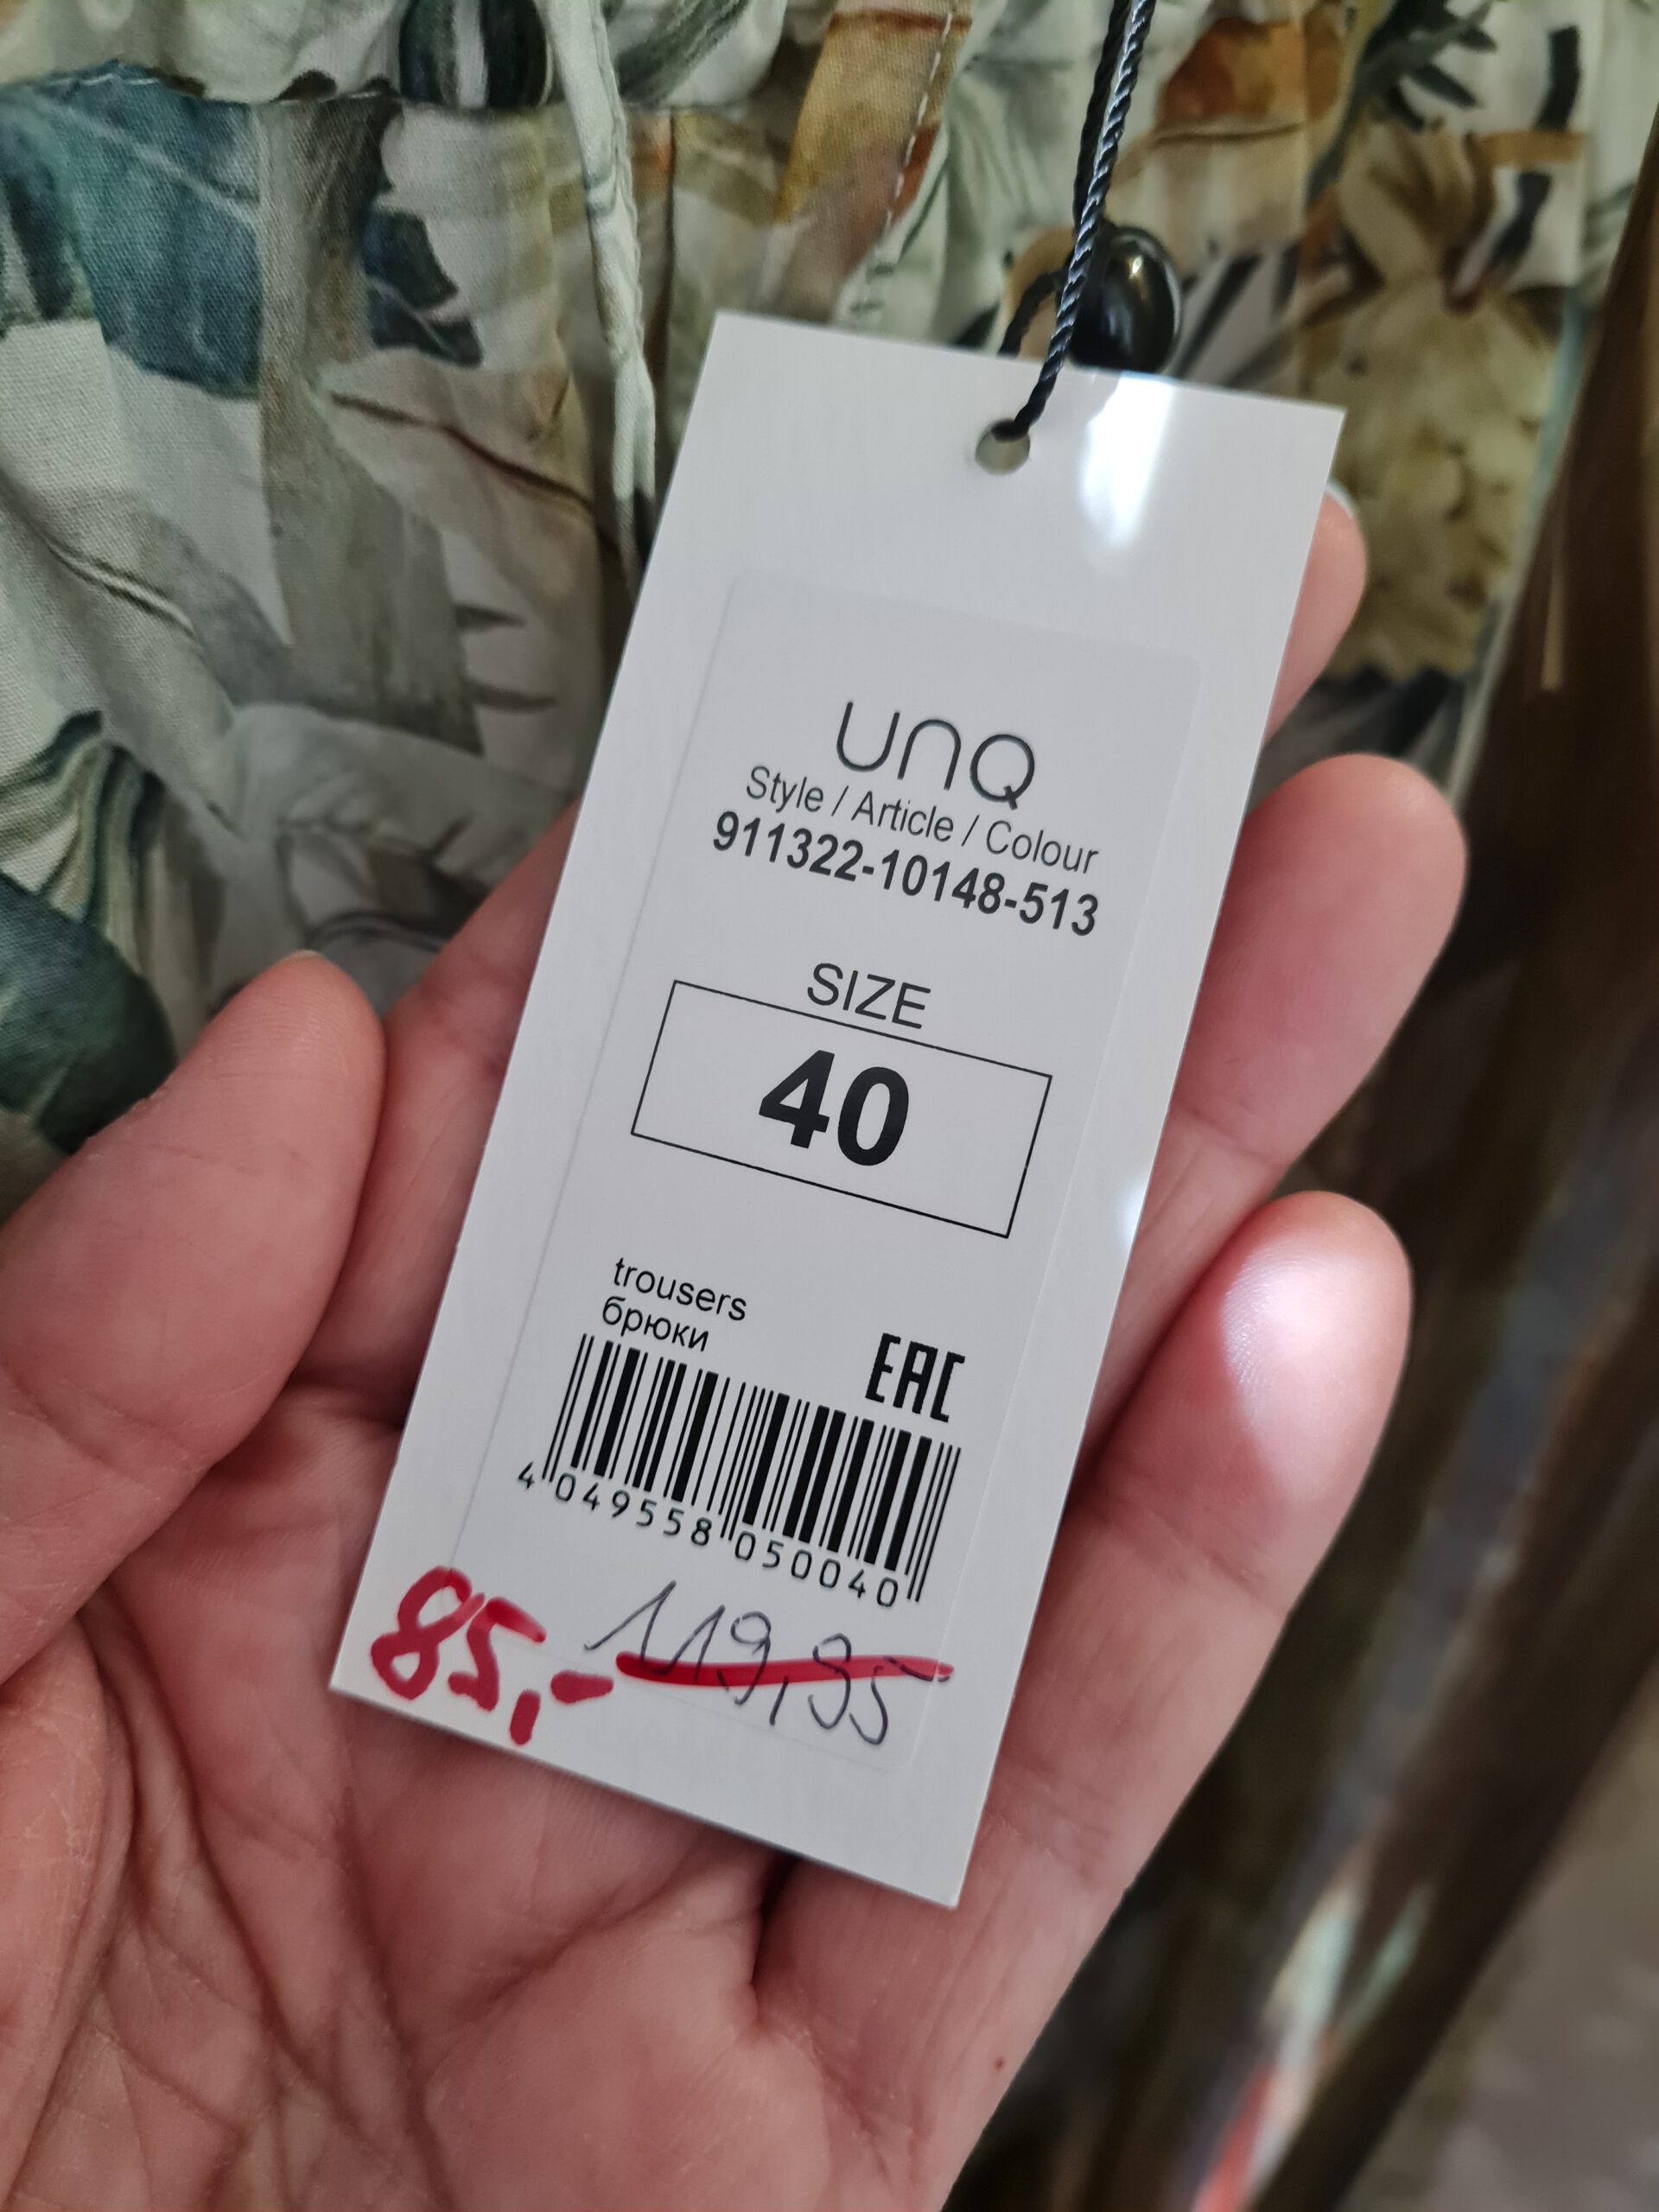 unQ
Style / Article / Colour
911322-10148-513
SIZE
40
trousers
брюки
EAC
4 049558 050040
85,- 119,95